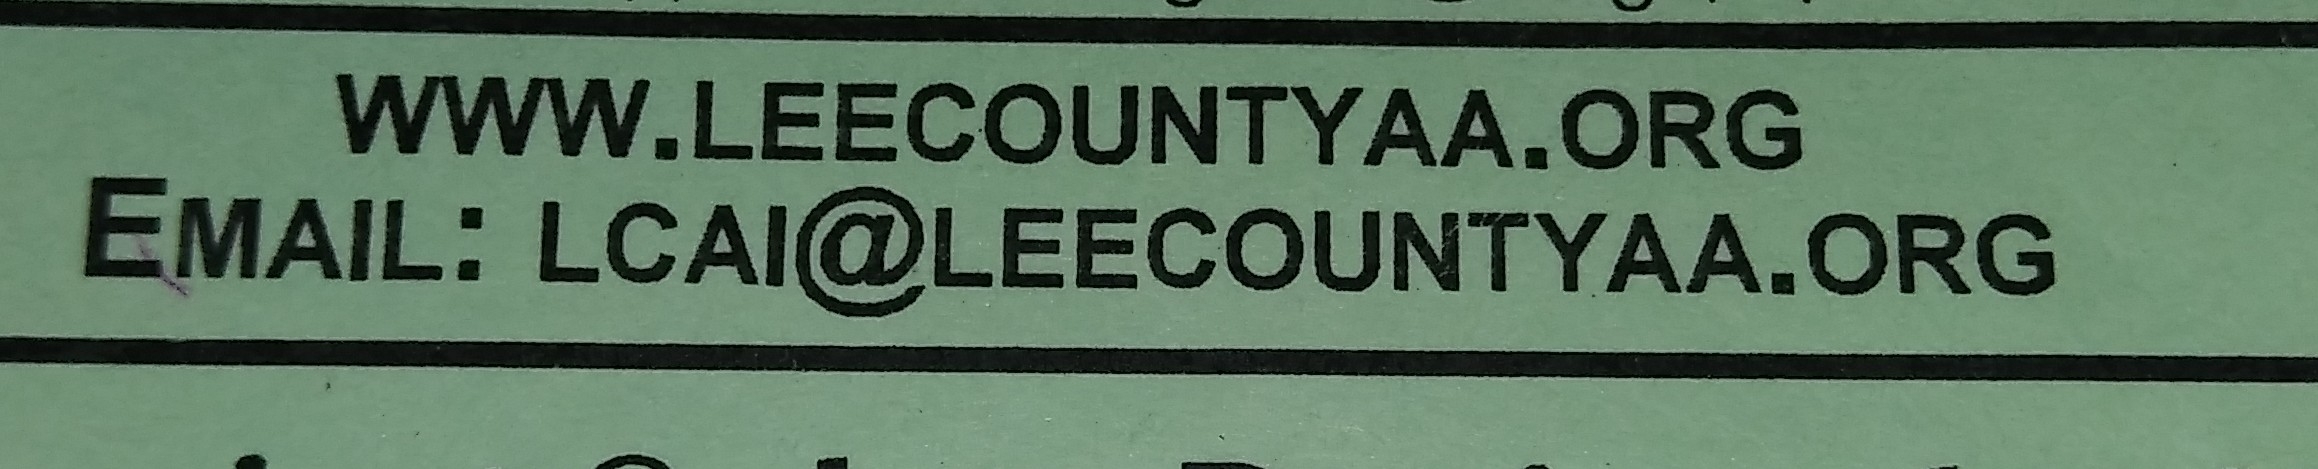 WWW.LEECOUNTYAA.ORG
EMAIL: LCAI@LEECOUNTYAA.ORG